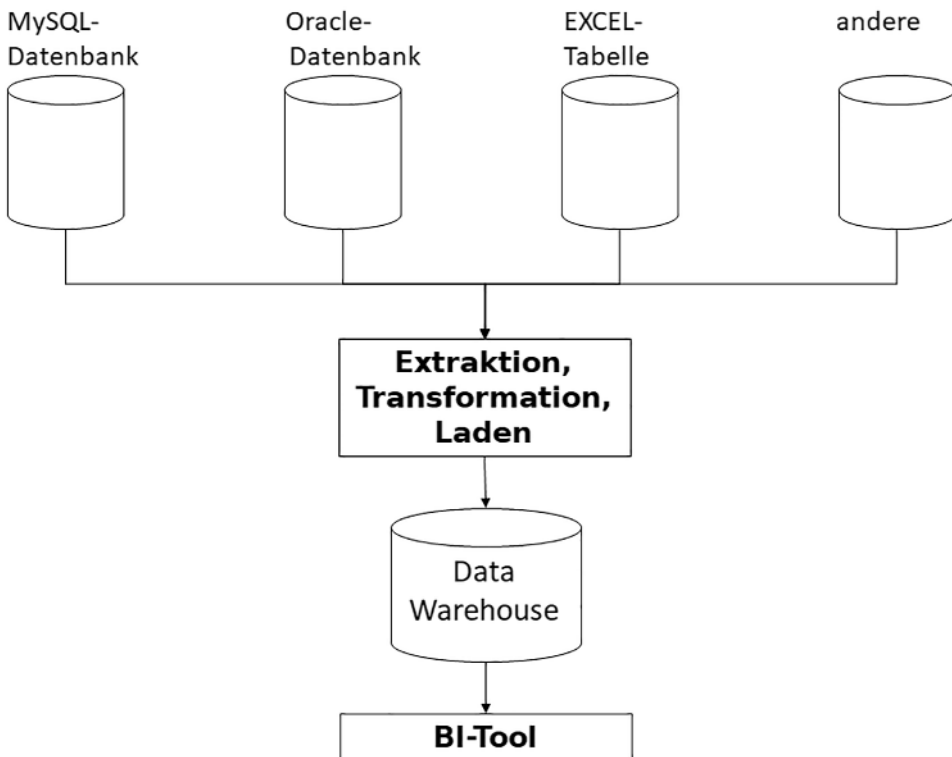 MySQL-
Datenbank
Oracle-
Datenbank
EXCEL-
Tabelle
andere
Extraktion,
Transformation,
Laden
Data
Warehouse
BI-Tool